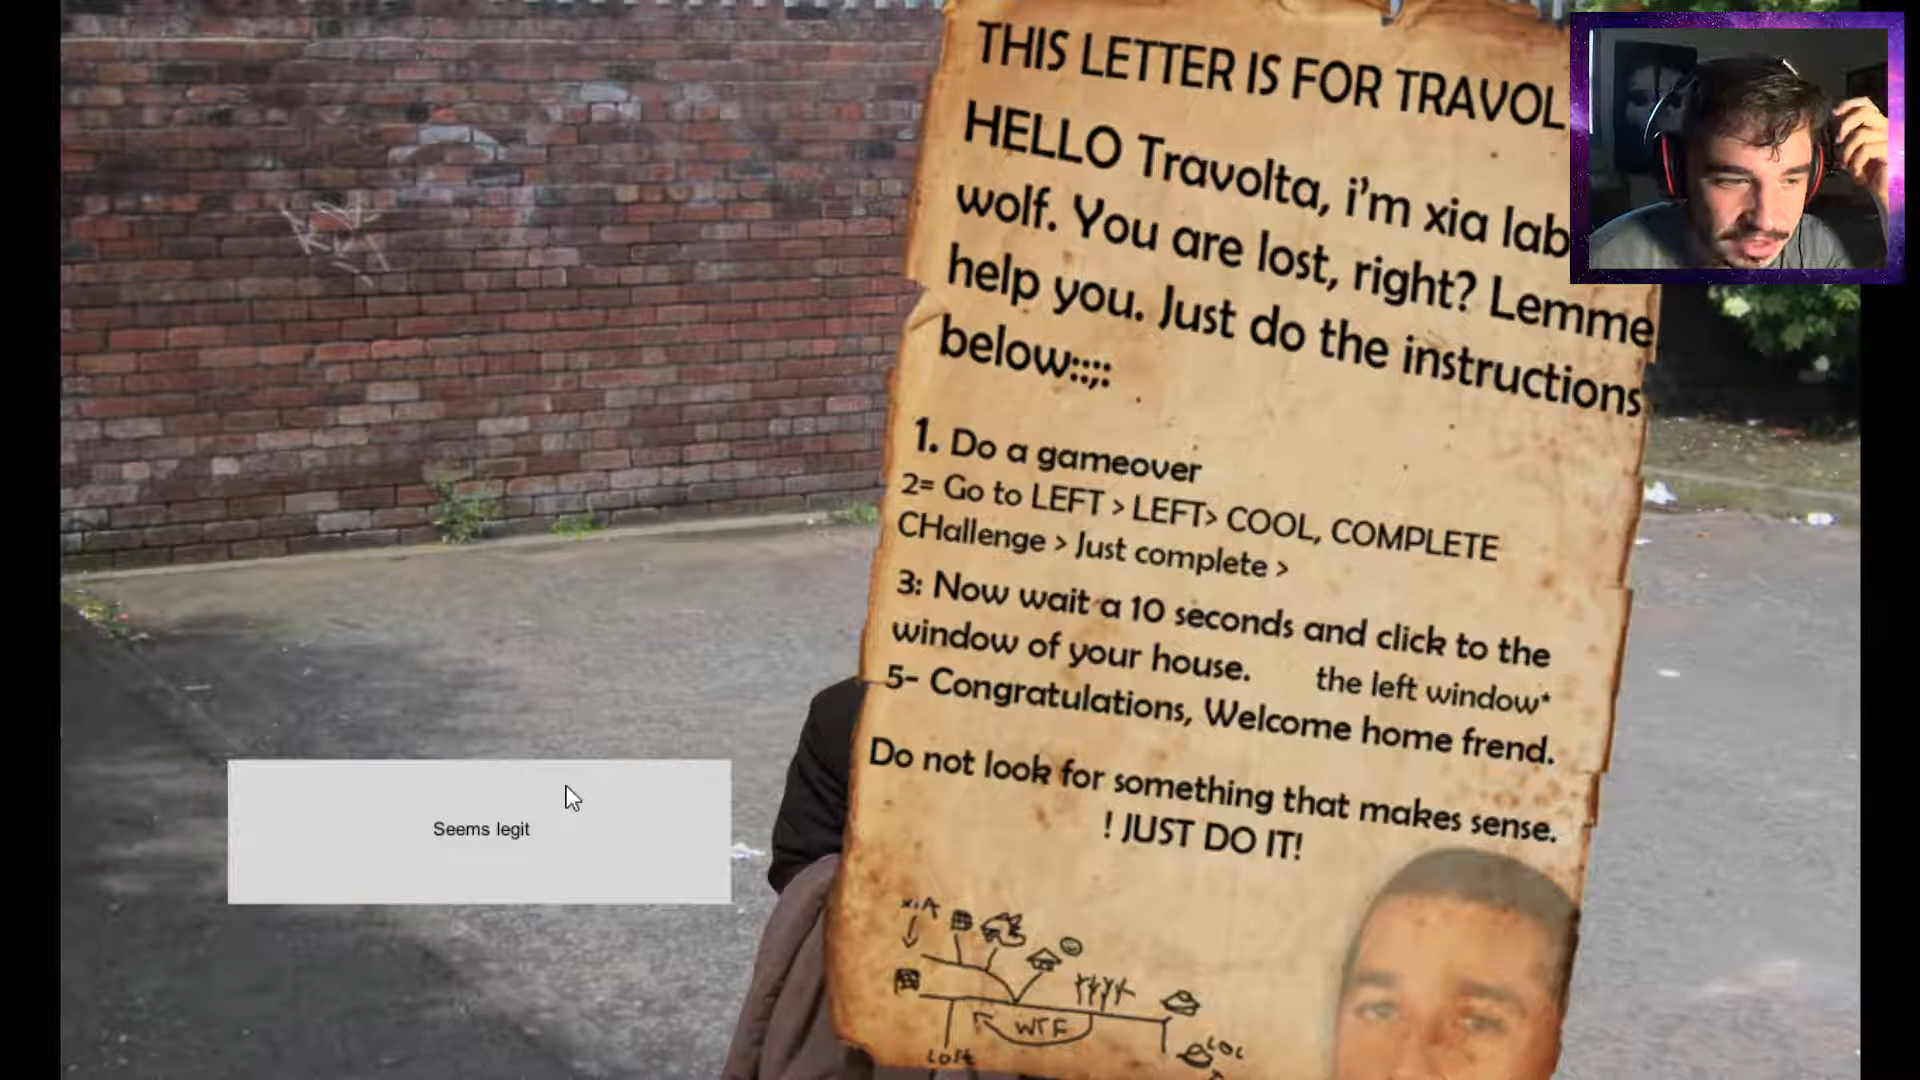 THIS LETTER IS FOR TRAVOL
HELLO Travolta, i'm xia lab
wolf. You are lost, right? Lemme
help you. Just do the instructions
below::;:
1. Do a gameover
2= Go to LEFT > LEFT> COOL, COMPLETE
CHallenge > Just complete >
3: Now wait a 10 seconds and click to the
window of your house. the left window*
5- Congratulations, Welcome home frend.
Do not look for something that makes sense.
! JUST DO IT!
Seems legit
xiA
WTF
Loft
LOL